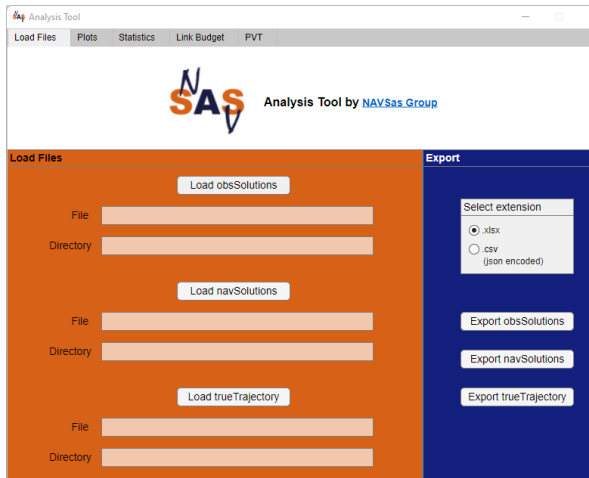 Analysis Tool
Load Files Plots Statistics Link Budget PVT
NAV
SAS
Analysis Tool by NAVSas Group
Load Files
Export
Load obsSolutions
File
Directory
Select extension
.xlsx
.csv
(json encoded)
Load navSolutions
File
Directory
Export obsSolutions
Export navSolutions
Load trueTrajectory
Export trueTrajectory
File
Directory